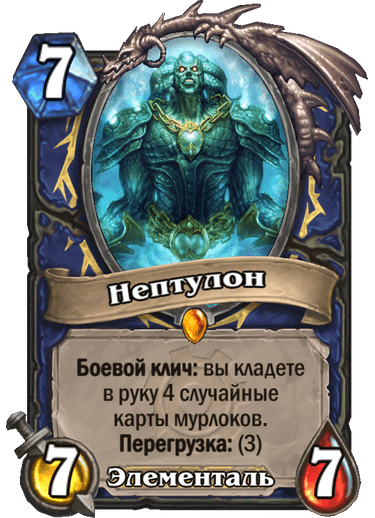 7
Нептулон
Боевой клич: вы кладете
в руку 4 случайные
карты мурлоков.
Перегрузка: (3)
7
Элементаль
7